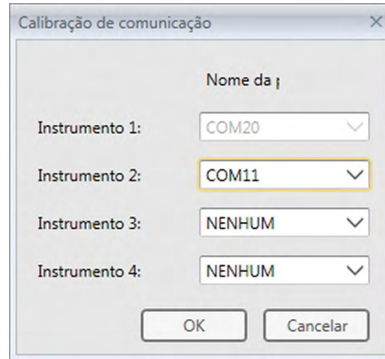 Calibração de comunicação
Nome da
Instrumento 1: COM20
Instrumento 2: COM11
Instrumento 3: NENHUM
Instrumento 4: NENHUM
OK Cancelar